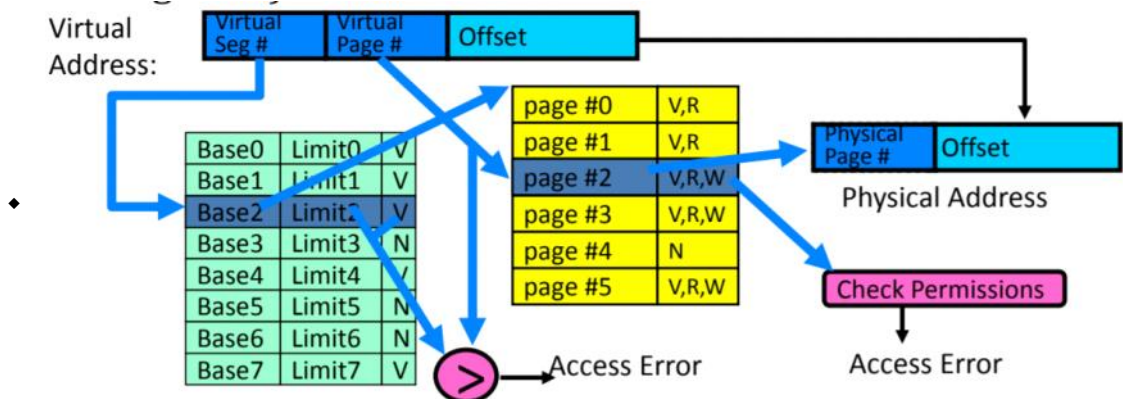 Virtual Address:
Virtual Seg # Virtual Page # Offset
page #0 V,R
page #1 V,R
page #2 V,R,W
page #3 V,R,W
page #4 N
page #5 V,R,W
Base0 Limit0 V
Base1 Limit1 V
Base2 Limit2 V
Base3 Limit3 N
Base4 Limit4 V
Base5 Limit5 N
Base6 Limit6 N
Base7 Limit7 V
>
Access Error
Physical Page # Offset
Physical Address
Check Permissions
Access Error